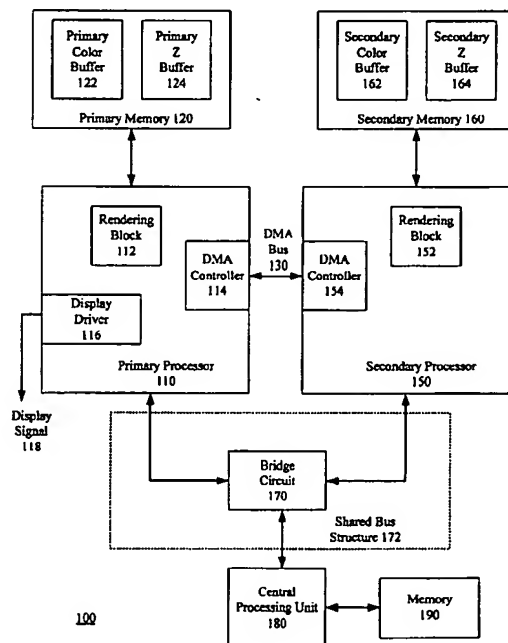 Primary
Color
Buffer
122
Primary
Z
Buffer
124
Primary Memory 120
Secondary
Color
Buffer
162
Secondary
Z
Buffer
164
Secondary Memory 160
Rendering
Block
112
DMA
Controller
114
Display
Driver
116
Primary Processor
110
DMA
Bus
130
Rendering
Block
152
DMA
Controller
154
Secondary Processor
150
Display
Signal
118
Bridge
Circuit
170
Shared Bus
Structure 172
Central
Processing Unit
180
Memory
190
100